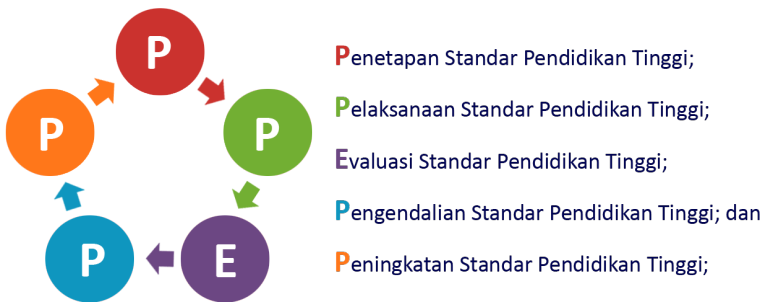 P
P
E
P
P
Penetapan Standar Pendidikan Tinggi;
Pelaksanaan Standar Pendidikan Tinggi;
Evaluasi Standar Pendidikan Tinggi;
Pengendalian Standar Pendidikan Tinggi; dan
Peningkatan Standar Pendidikan Tinggi;